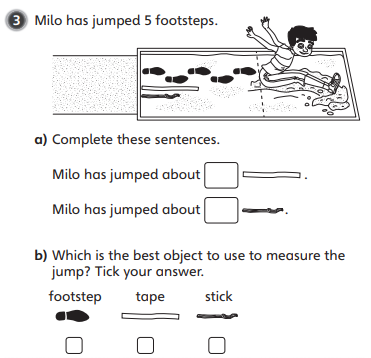 3 Milo has jumped 5 footsteps.
a) Complete these sentences.
Milo has jumped about
.
Milo has jumped about
.
b) Which is the best object to use to measure the
jump? Tick your answer.
footstep tape stick